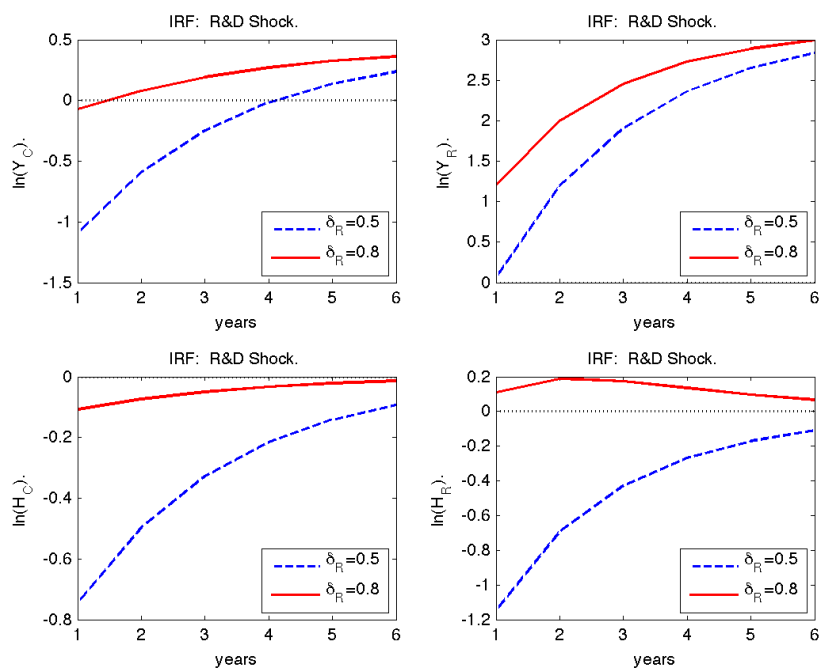 IRF: R&D Shock.
0.5
0
-0.5
-1
-1.5
ln(Y_C).
δ_R=0.5
δ_R=0.8
1 2 3 4 5 6
years
IRF: R&D Shock.
3
2.5
2
1.5
1
0.5
0
ln(Y_R).
δ_R=0.5
δ_R=0.8
1 2 3 4 5 6
years
IRF: R&D Shock.
0
-0.2
-0.4
-0.6
-0.8
ln(H_C).
δ_R=0.5
δ_R=0.8
1 2 3 4 5 6
years
IRF: R&D Shock.
0.2
0
-0.2
-0.4
-0.6
-0.8
-1
-1.2
ln(H_R).
δ_R=0.5
δ_R=0.8
1 2 3 4 5 6
years